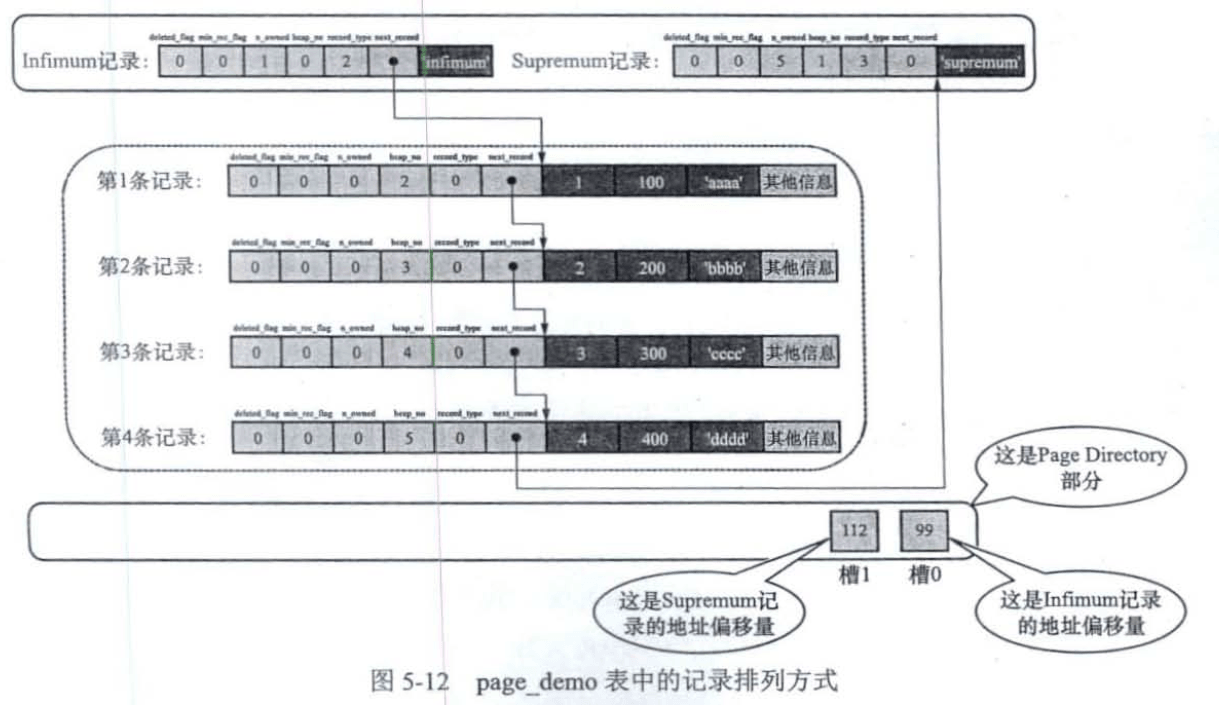 deleted_flag min_rec_flag n_owned heap_no record_type next_record
Infimum记录: 0 0 1 0 2 'infimum'
deleted_flag min_rec_flag n_owned heap_no record_type next_record
Supremum记录: 0 0 5 1 3 0 'supremum'
deleted_flag min_rec_flag n_owned heap_no record_type next_record
第1条记录: 0 0 0 2 0 1 100 'aaaa' 其他信息
deleted_flag min_rec_flag n_owned heap_no record_type next_record
第2条记录: 0 0 0 3 0 2 200 'bbbb' 其他信息
deleted_flag min_rec_flag n_owned heap_no record_type next_record
第3条记录: 0 0 0 4 0 3 300 'cccc' 其他信息
deleted_flag min_rec_flag n_owned heap_no record_type next_record
第4条记录: 0 0 0 5 0 4 400 'dddd' 其他信息
这是Page Directory
部分
112 99
槽1 槽0
这是Supremum记
录的地址偏移量
这是Infimum记录
的地址偏移量
图 5-12 page_demo 表中的记录排列方式